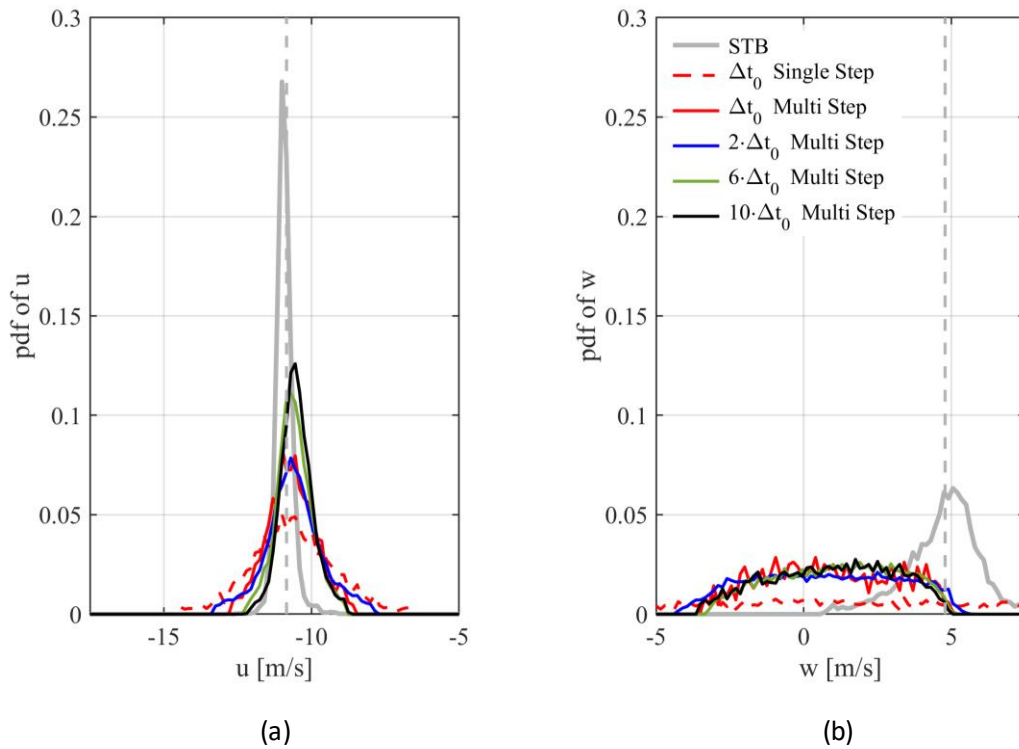 0.3
0.25
0.2
0.15
0.1
0.05
0
-15
-10
-5
pdf of u
u [m/s]
(a)
0.3
0.25
0.2
0.15
0.1
0.05
0
-5
0
5
pdf of w
w [m/s]
STB
Δt₀ Single Step
Δt₀ Multi Step
2·Δt₀ Multi Step
6·Δt₀ Multi Step
10·Δt₀ Multi Step
(b)